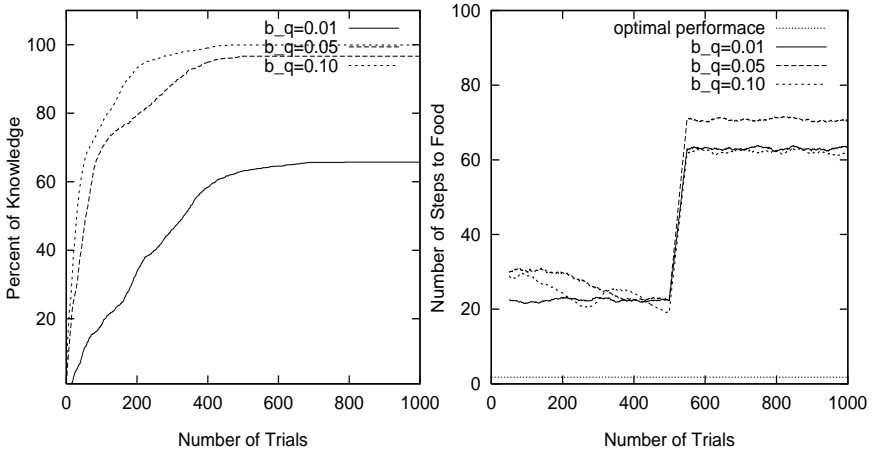 Percent of Knowledge
100
80
60
40
20
b_q=0.01
b_q=0.05
b_q=0.10
0 200 400 600 800 1000
Number of Trials
Number of Steps to Food
100
80
60
40
20
0
optimal performace
b_q=0.01
b_q=0.05
b_q=0.10
0 200 400 600 800 1000
Number of Trials